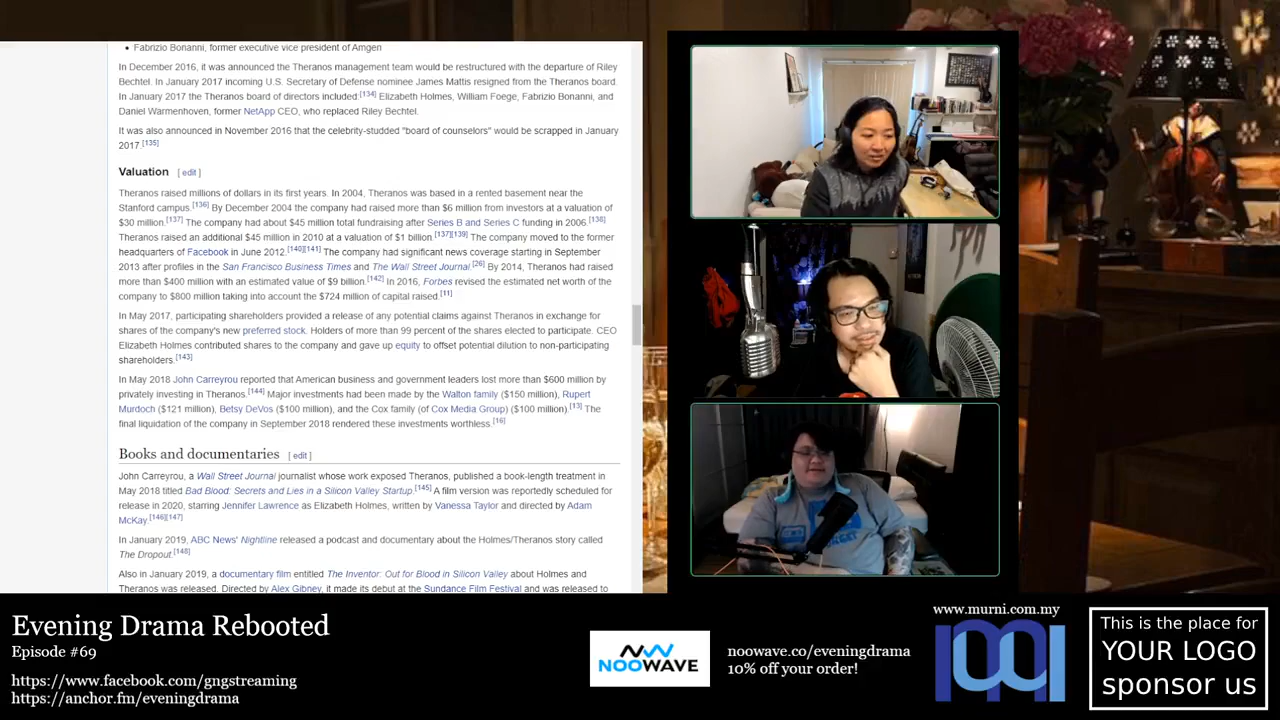 Fabrizio Bonanni, former executive vice president of Amgen
In December 2016, it was announced the Theranos management team would be restructured with the departure of Riley
Bechtel. In January 2017 incoming U.S. Secretary of Defense nominee James Mattis resigned from the Theranos board.
In January 2017 the Theranos board of directors included:[134] Elizabeth Holmes, William Foege, Fabrizio Bonanni, and
Daniel Warmenhoven, former NetApp CEO, who replaced Riley Bechtel.
It was also announced in November 2016 that the celebrity-studded "board of counselors" would be scrapped in January
2017.[135]
Valuation [ edit ]
Theranos raised millions of dollars in its first years. In 2004, Theranos was based in a rented basement near the
Stanford campus.[136] By December 2004 the company had raised more than $6 million from investors at a valuation of
$30 million.[137] The company had about $45 million total fundraising after Series B and Series C funding in 2006.[138]
Theranos raised an additional $45 million in 2010 at a valuation of $1 billion.[137][139] The company moved to the former
headquarters of Facebook in June 2012.[140][141] The company had significant news coverage starting in September
2013 after profiles in the San Francisco Business Times and The Wall Street Journal.[26] By 2014, Theranos had raised
more than $400 million with an estimated value of $9 billion.[142] In 2016, Forbes revised the estimated net worth of the
company to $800 million taking into account the $724 million of capital raised.[11]
In May 2017, participating shareholders provided a release of any potential claims against Theranos in exchange for
shares of the company's new preferred stock. Holders of more than 99 percent of the shares elected to participate. CEO
Elizabeth Holmes contributed shares to the company and gave up equity to offset potential dilution to non-participating
shareholders.[143]
In May 2018 John Carreyrou reported that American business and government leaders lost more than $600 million by
privately investing in Theranos.[144] Major investments had been made by the Walton family ($150 million), Rupert
Murdoch ($121 million), Betsy DeVos ($100 million), and the Cox family (of Cox Media Group) ($100 million).[13] The
final liquidation of the company in September 2018 rendered these investments worthless.[16]
Books and documentaries [ edit ]
John Carreyrou, a Wall Street Journal journalist whose work exposed Theranos, published a book-length treatment in
May 2018 titled Bad Blood: Secrets and Lies in a Silicon Valley Startup.[145] A film version was reportedly scheduled for
release in 2020, starring Jennifer Lawrence as Elizabeth Holmes, written by Vanessa Taylor and directed by Adam
McKay.[146][147]
In January 2019, ABC News' Nightline released a podcast and documentary about the Holmes/Theranos story called
The Dropout.[148]
Also in January 2019, a documentary film entitled The Inventor: Out for Blood in Silicon Valley about Holmes and
Theranos was released. Directed by Alex Gibney, it made its debut at the Sundance Film Festival and was released to
Evening Drama Rebooted
Episode #69
https://www.facebook.com/gngstreaming
https://anchor.fm/eveningdrama
NOOWAVE
noowave.co/eveningdrama
10% off your order!
www.murni.com.my
This is the place for
YOUR LOGO
sponsor us